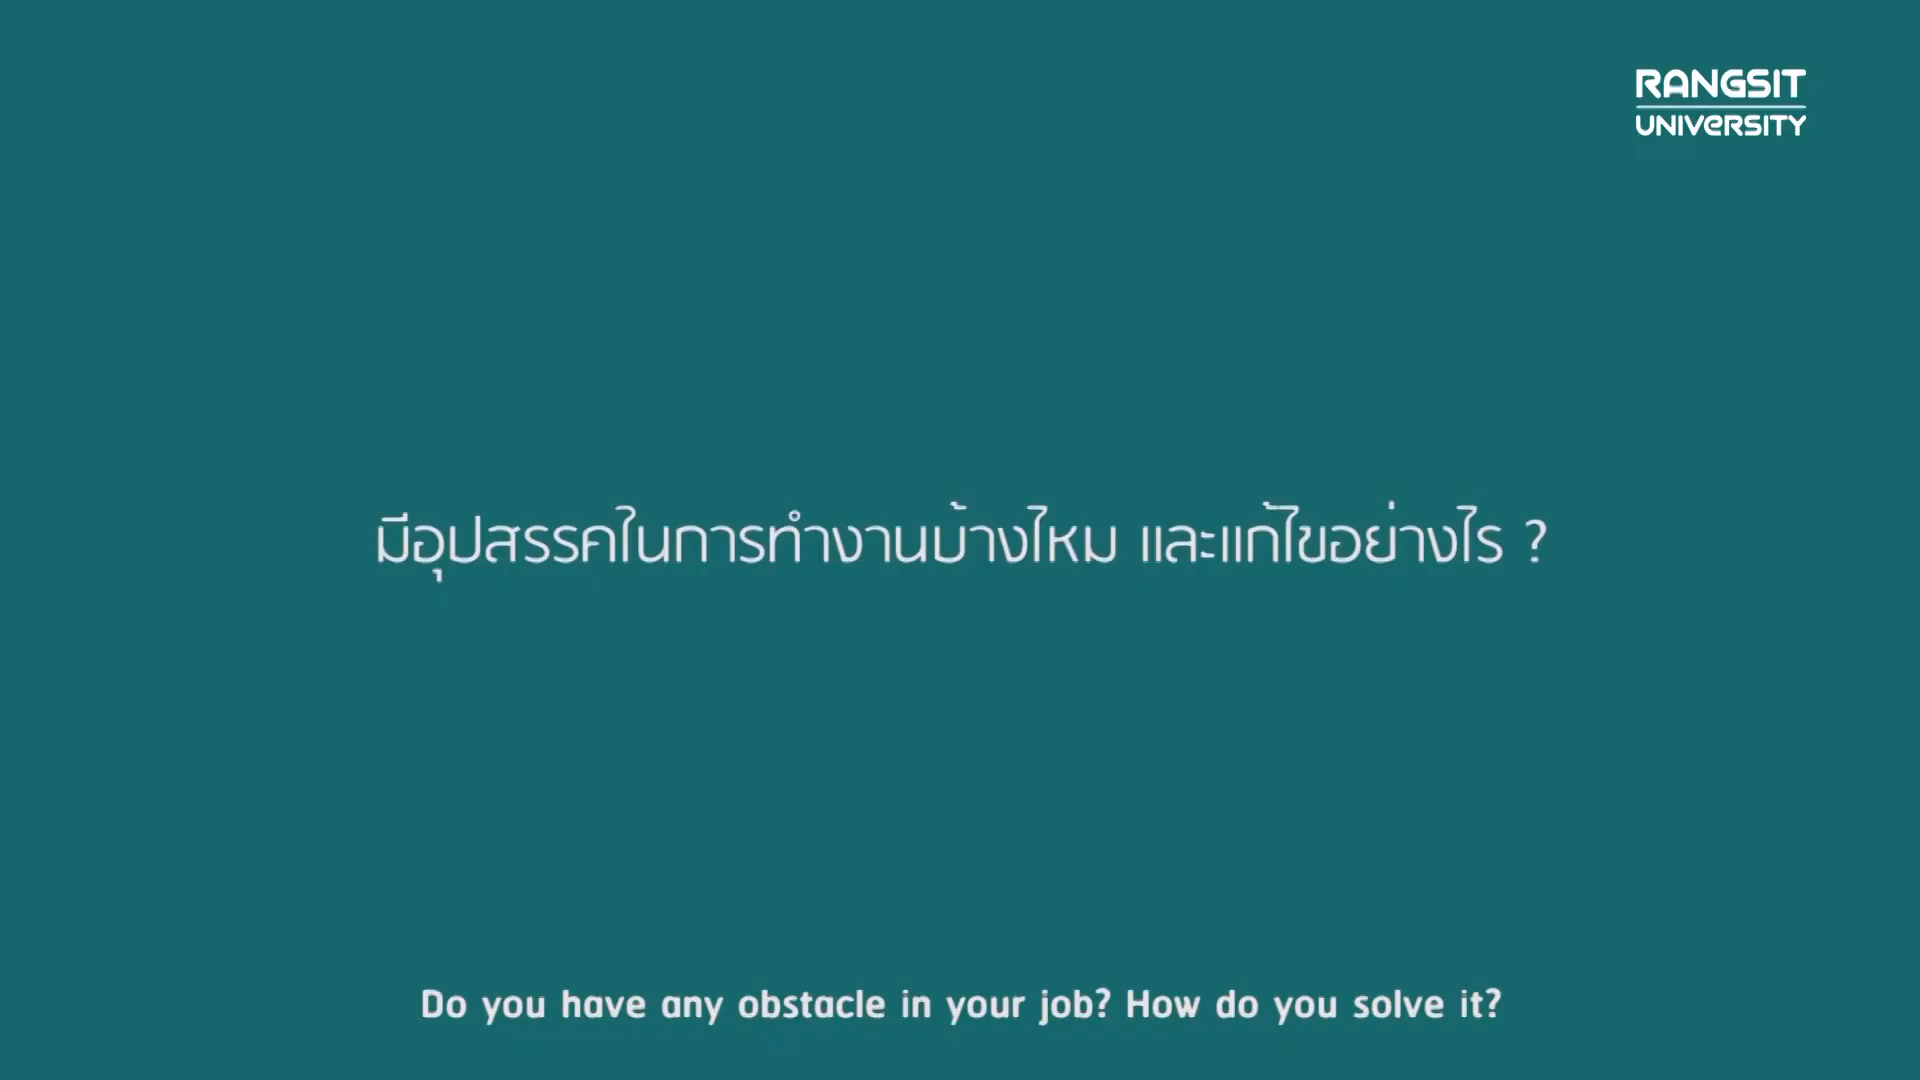 RANGSIT
UNIVERSITY
มีอุปสรรคในการทำงานบ้างไหม และแก้ไขอย่างไร ?
Do you have any obstacle in your job? How do you solve it?